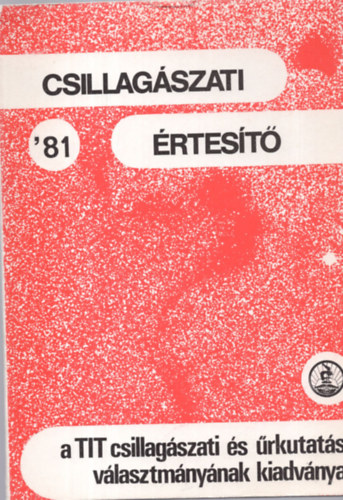 CSILLAGÁSZATI
'81
ÉRTESÍTŐ
a TIT csillagászati és űrkutatás
választmányának kiadványa